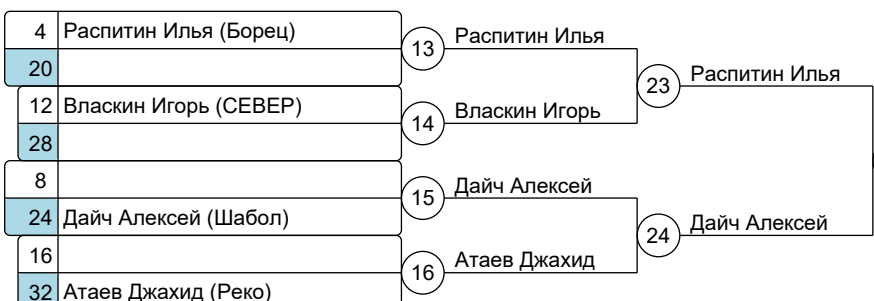 4 Распитин Илья (Борец)
20
13 Распитин Илья
12 Власкин Игорь (СЕВЕР)
28
14 Власкин Игорь
23 Распитин Илья
8
24 Дайч Алексей (Шабол)
15 Дайч Алексей
16
32 Атаев Джахид (Реко)
16 Атаев Джахид
24 Дайч Алексей